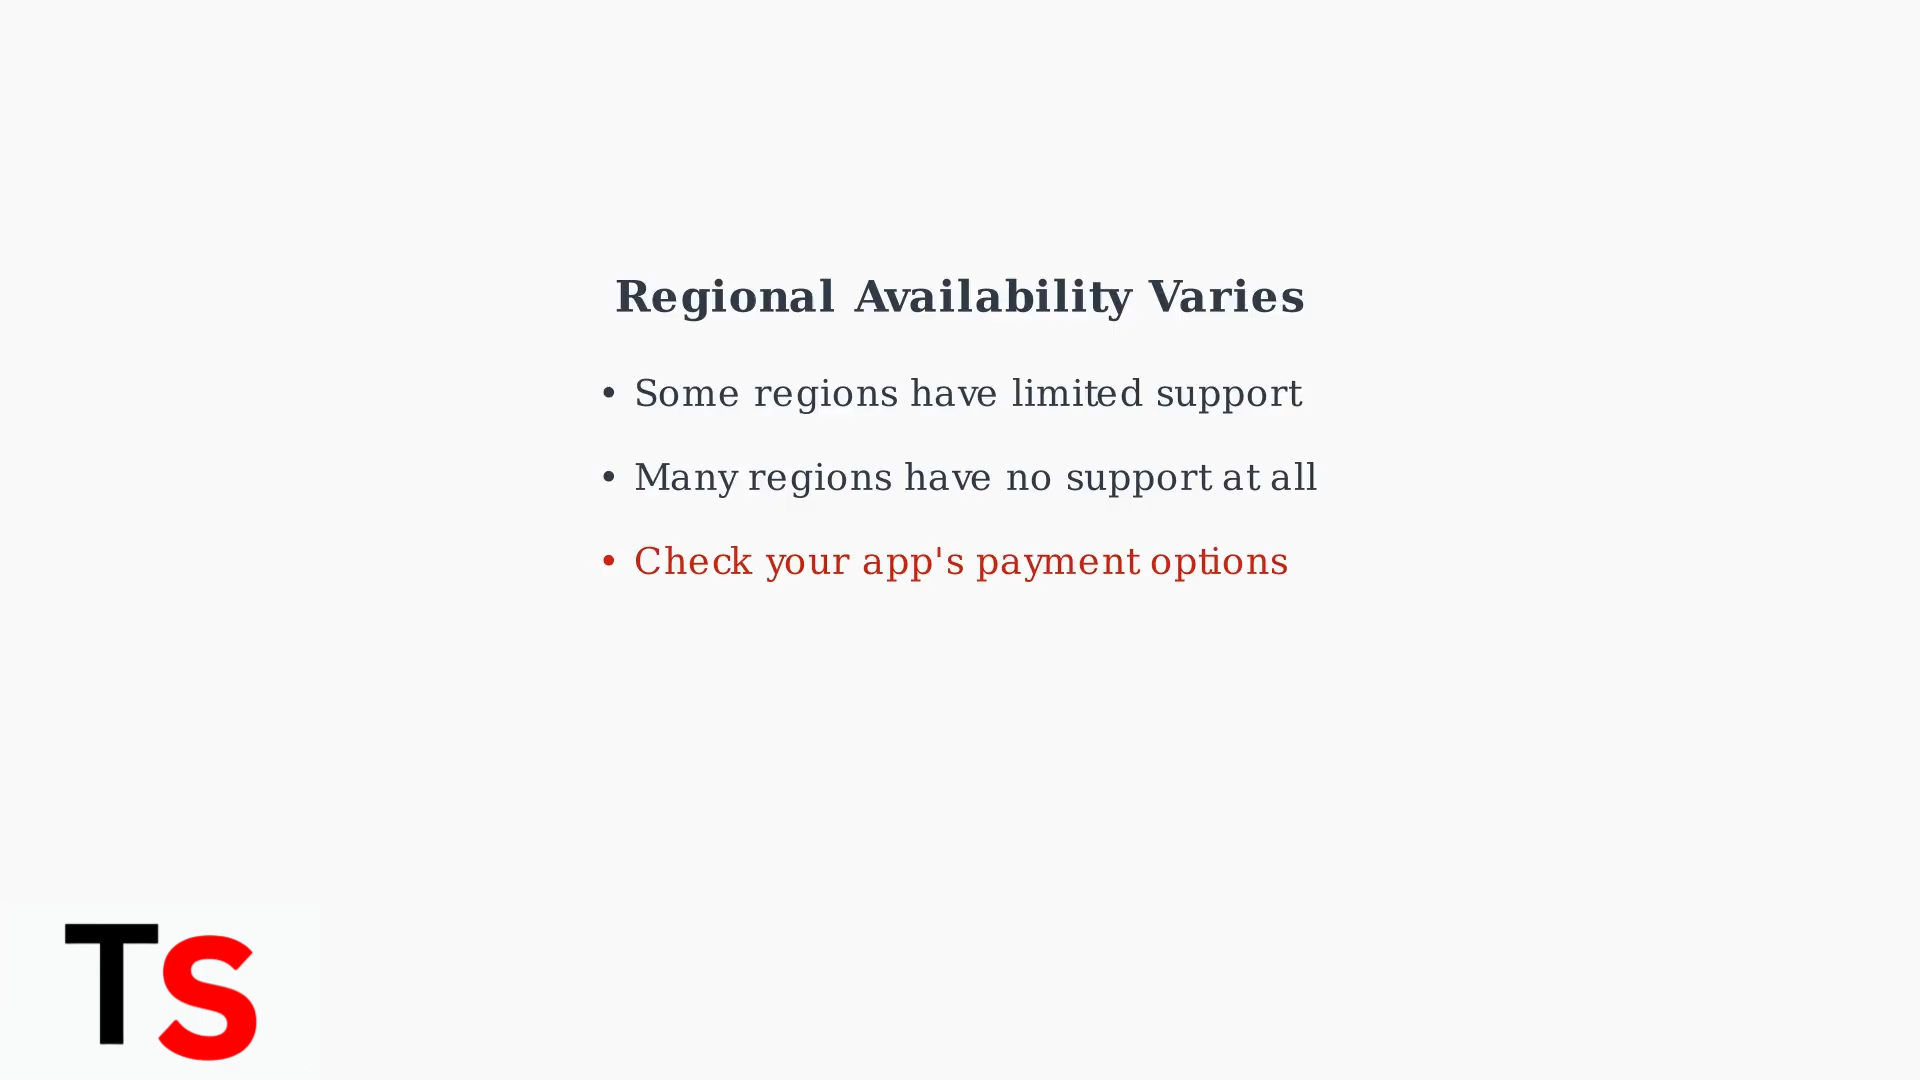 Regional Availability Varies
• Some regions have limited support
• Many regions have no support at all
• Check your app's payment options
TS